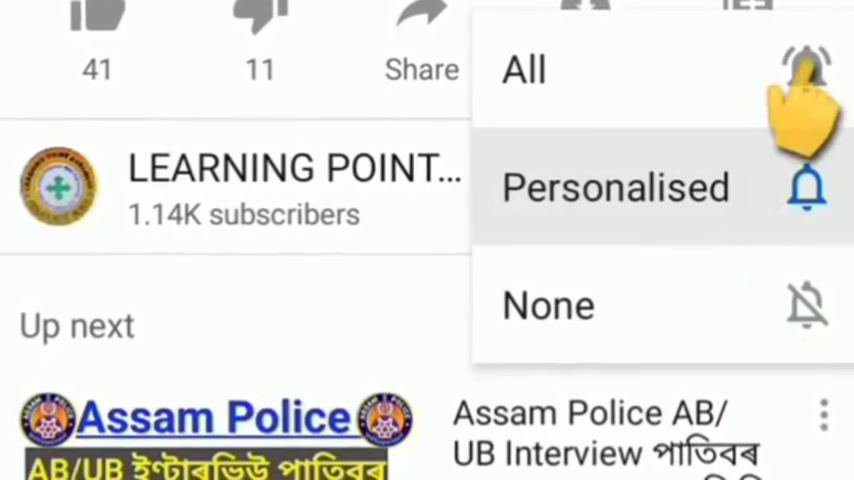 41
11
Share
All
LEARNING POINT...
1.14K subscribers
Personalised
None
Up next
Assam Police
AB/UB ইণ্টাৰভিউ পাতিবৰ
Assam Police AB/
UB Interview পাতিবৰ